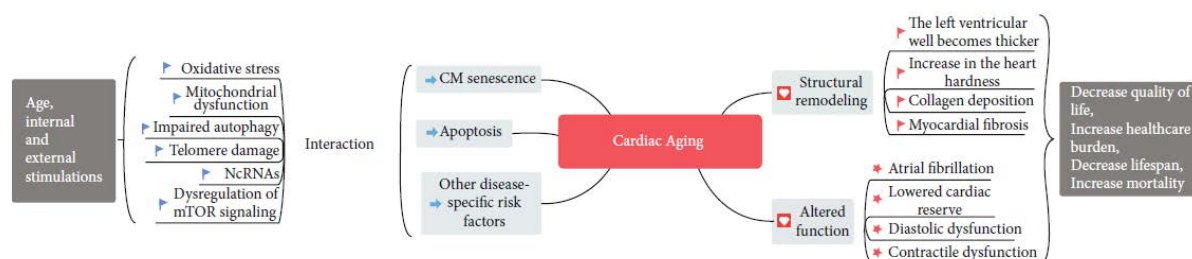 Age,
internal
and
external
stimulations
Oxidative stress
Mitochondrial
dysfunction
Impaired autophagy
Telomere damage
NcRNAs
Dysregulation of
mTOR signaling
Interaction
CM senescence
Apoptosis
Other disease-
specific risk
factors
Cardiac Aging
Structural
remodeling
The left ventricular
well becomes thicker
Increase in the heart
hardness
Collagen deposition
Myocardial fibrosis
Altered
function
Atrial fibrillation
Lowered cardiac
reserve
Diastolic dysfunction
Contractile dysfunction
Decrease quality of
life,
Increase healthcare
burden,
Decrease lifespan,
Increase mortality